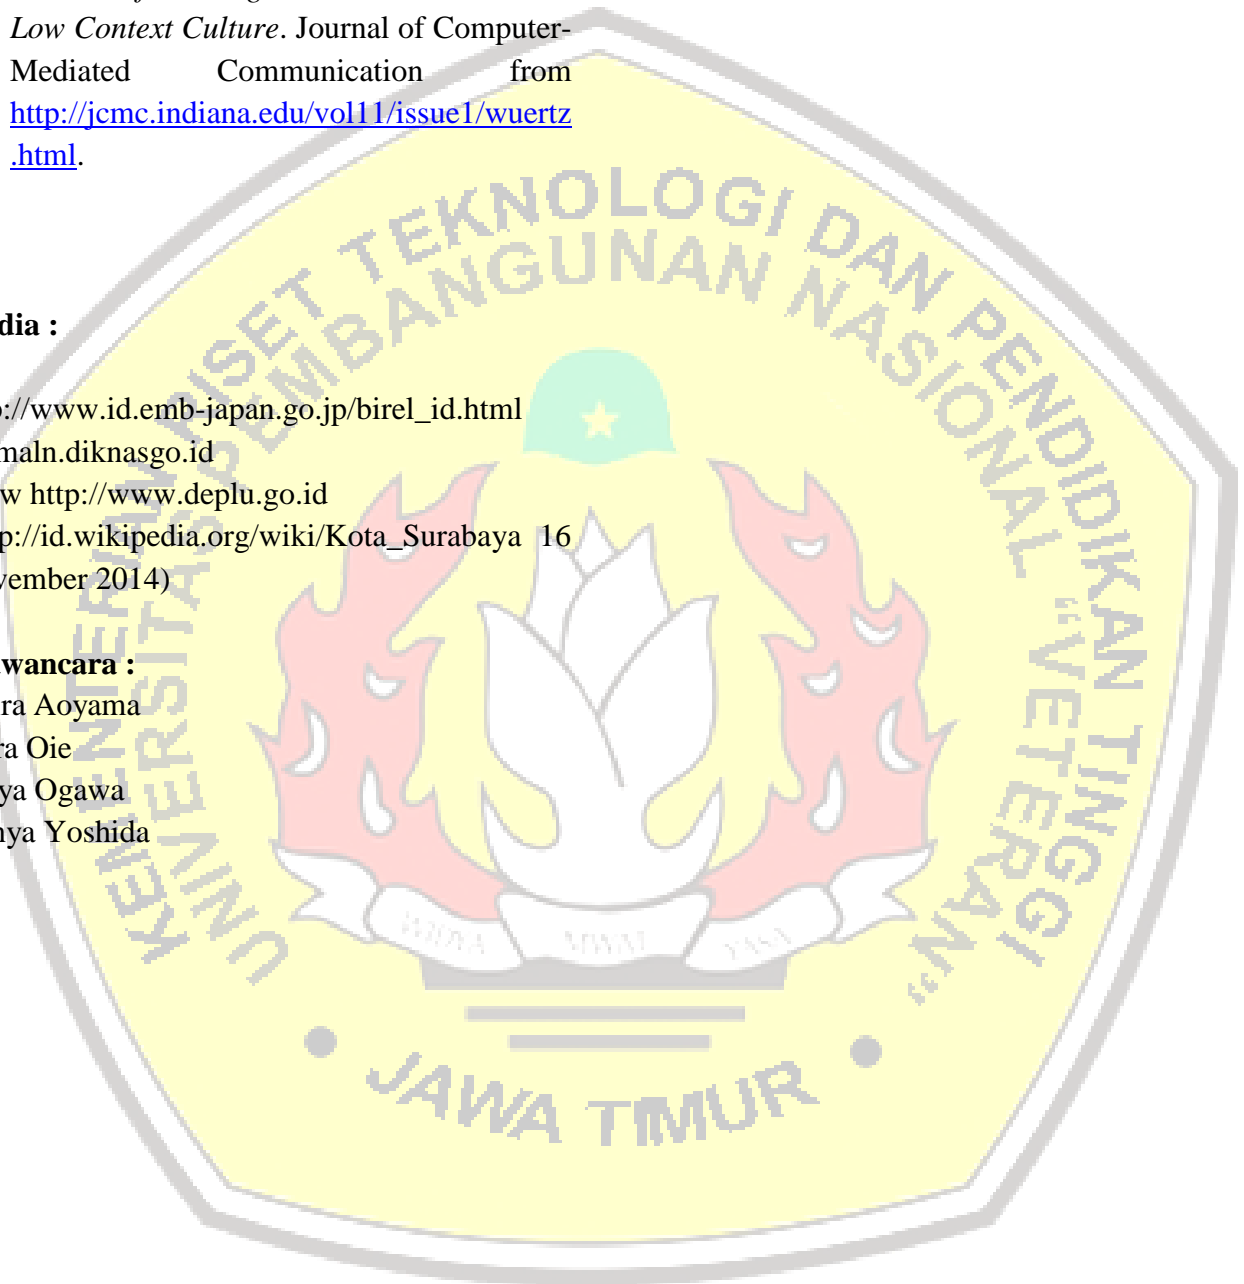 Low Context Culture. Journal of Computer-
Mediated Communication from
http://jcmc.indiana.edu/vol11/issue1/wuertz
.html.
dia :
://www.id.emb-japan.go.jp/birel_id.html
maln.diknasgo.id
w http://www.deplu.go.id
p://id.wikipedia.org/wiki/Kota_Surabaya 16
vember 2014)
wancara :
ra Aoyama
ra Oie
ya Ogawa
nya Yoshida
KEMENTERIAN RISET TEKNOLOGI DAN PENDIDIKAN TINGGI
UNIVERSITAS PEMBANGUNAN NASIONAL “VETERAN”
WIDYA MWAT YASA
• JAWA TIMUR •